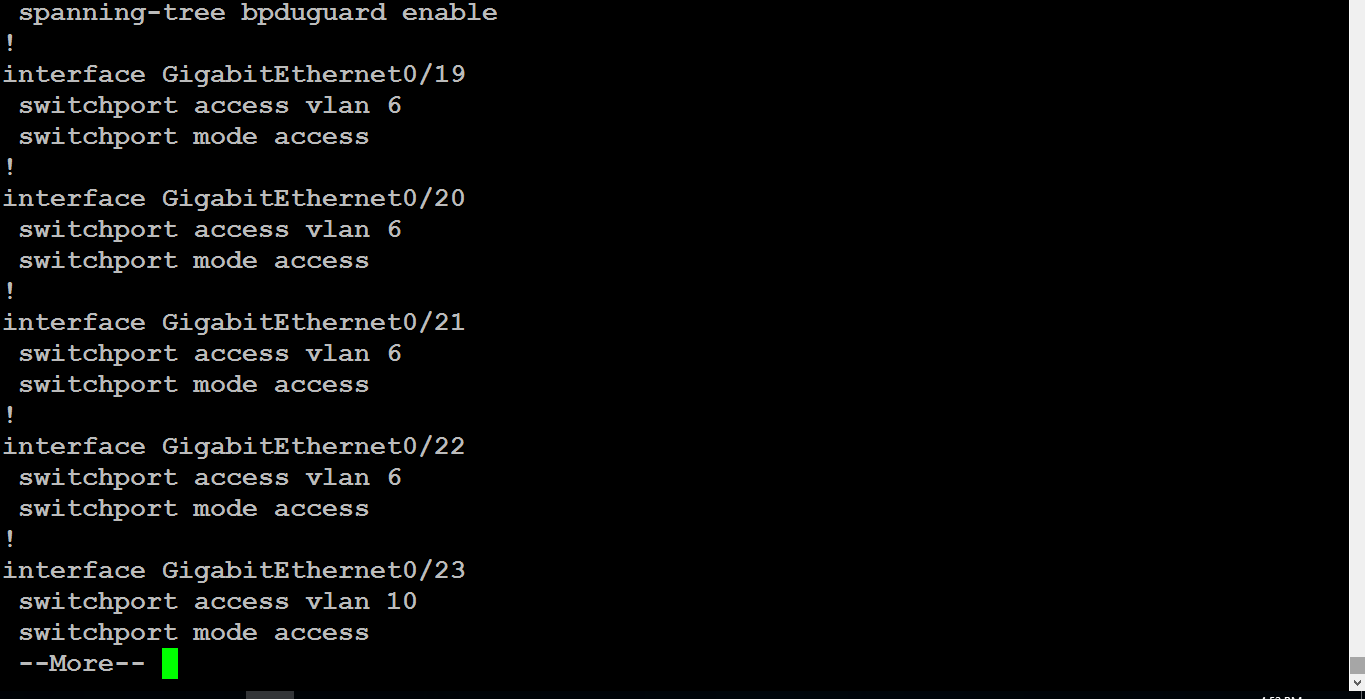 spanning-tree bpduguard enable
!
interface GigabitEthernet0/19
switchport access vlan 6
switchport mode access
!
interface GigabitEthernet0/20
switchport access vlan 6
switchport mode access
!
interface GigabitEthernet0/21
switchport access vlan 6
switchport mode access
!
interface GigabitEthernet0/22
switchport access vlan 6
switchport mode access
!
interface GigabitEthernet0/23
switchport access vlan 10
switchport mode access
--More--